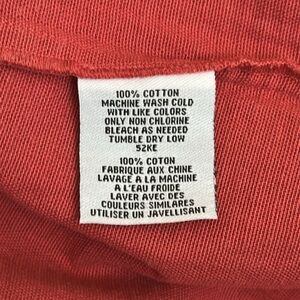 100% COTTON
MACHINE WASH COLD
WITH LIKE COLORS
ONLY NON CHLORINE
BLEACH AS NEEDED
TUMBLE DRY LOW
52KE
100% COTON
FABRIQUE AUX CHINE
LAVAGE A LA MACHINE
A L'EAU FROIDE
LAVER AVEC DES
COULEURS SIMILAIRES
UTILISER UN JAVELLISANT